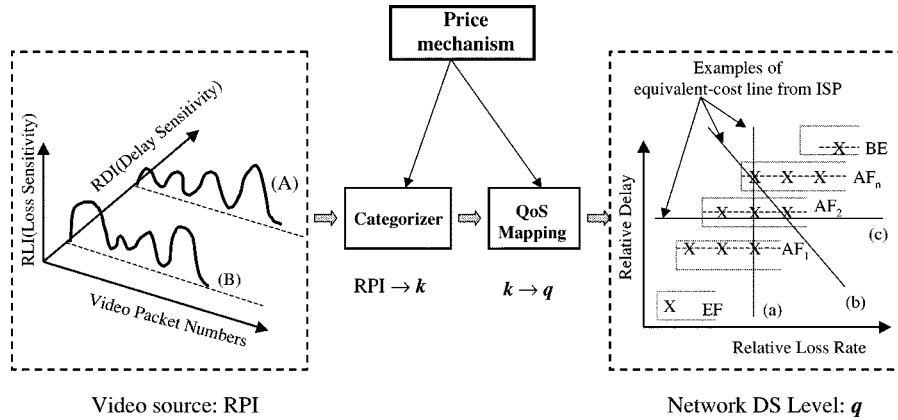 Price
mechanism
RLI(Loss Sensitivity)
RDI(Delay Sensitivity)
(A)
(B)
Video Packet Numbers
Categorizer
QoS
Mapping
RPI → k
k → q
Examples of
equivalent-cost line from ISP
Relative Delay
X BE
X X X AFn
X X X AF2
(c)
X X X AF1
(a)
(b)
X EF
Relative Loss Rate
Video source: RPI
Network DS Level: q